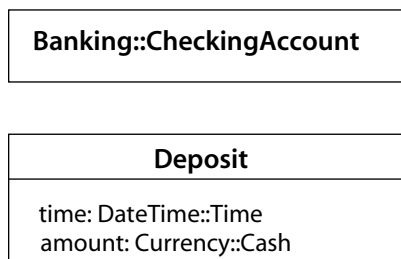 Banking::CheckingAccount
Deposit
time: DateTime::Time
amount: Currency::Cash